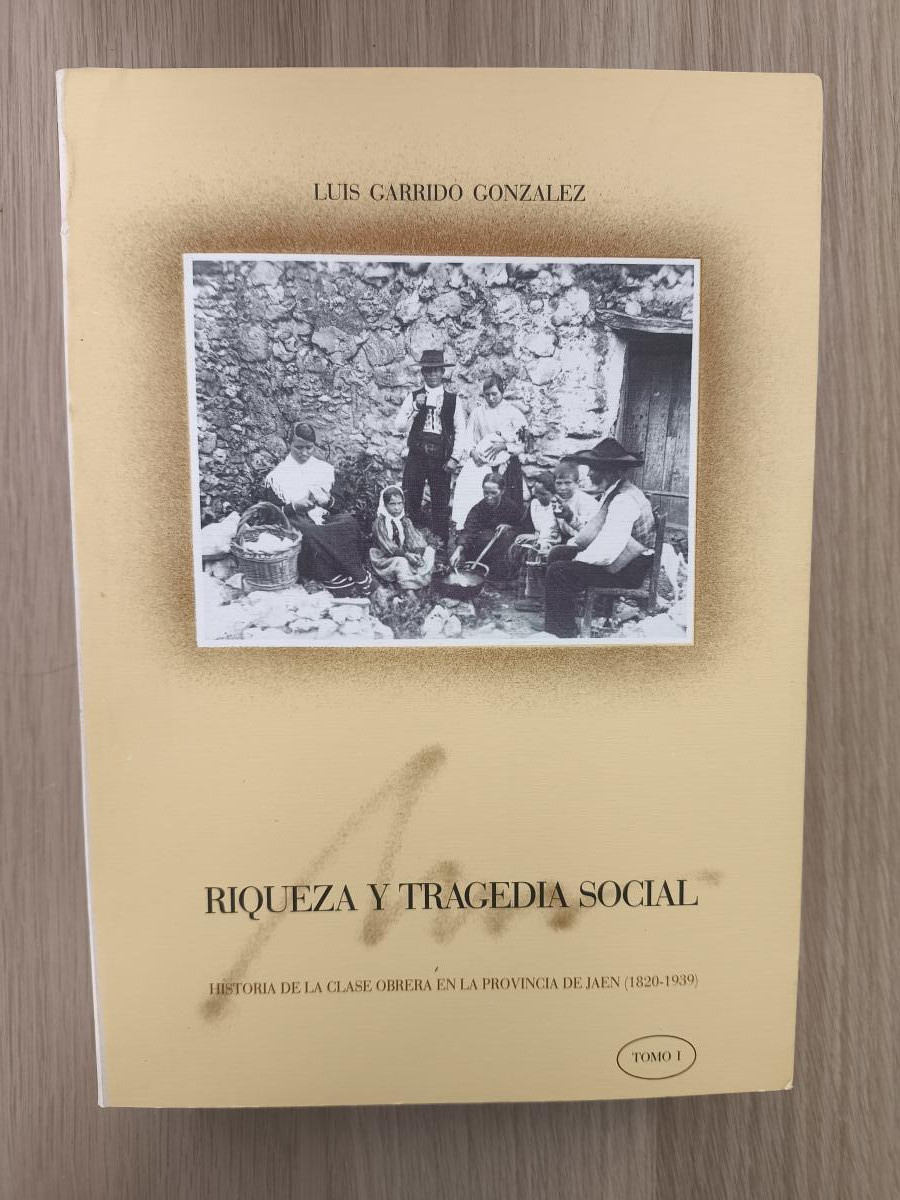 LUIS GARRIDO GONZALEZ
RIQUEZA Y TRAGEDIA SOCIAL
HISTORIA DE LA CLASE OBRERA EN LA PROVINCIA DE JAEN (1820-1939)
TOMO I